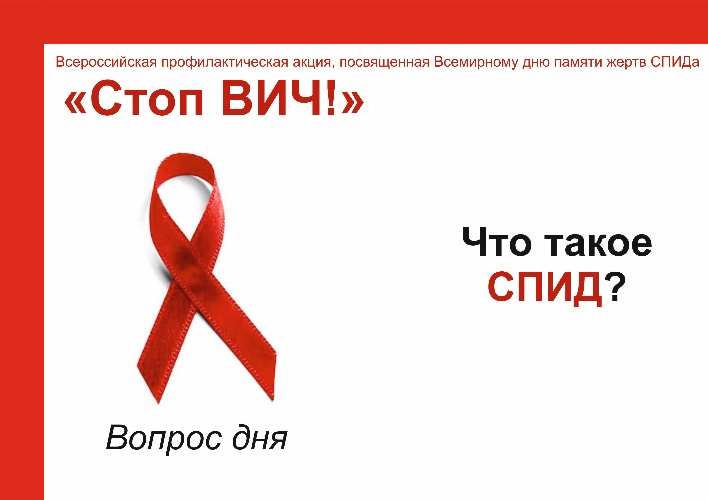 Всероссийская профилактическая акция, посвященная Всемирному дню памяти жертв СПИДа
«Стоп ВИЧ!»
Что такое
СПИД?
Вопрос дня